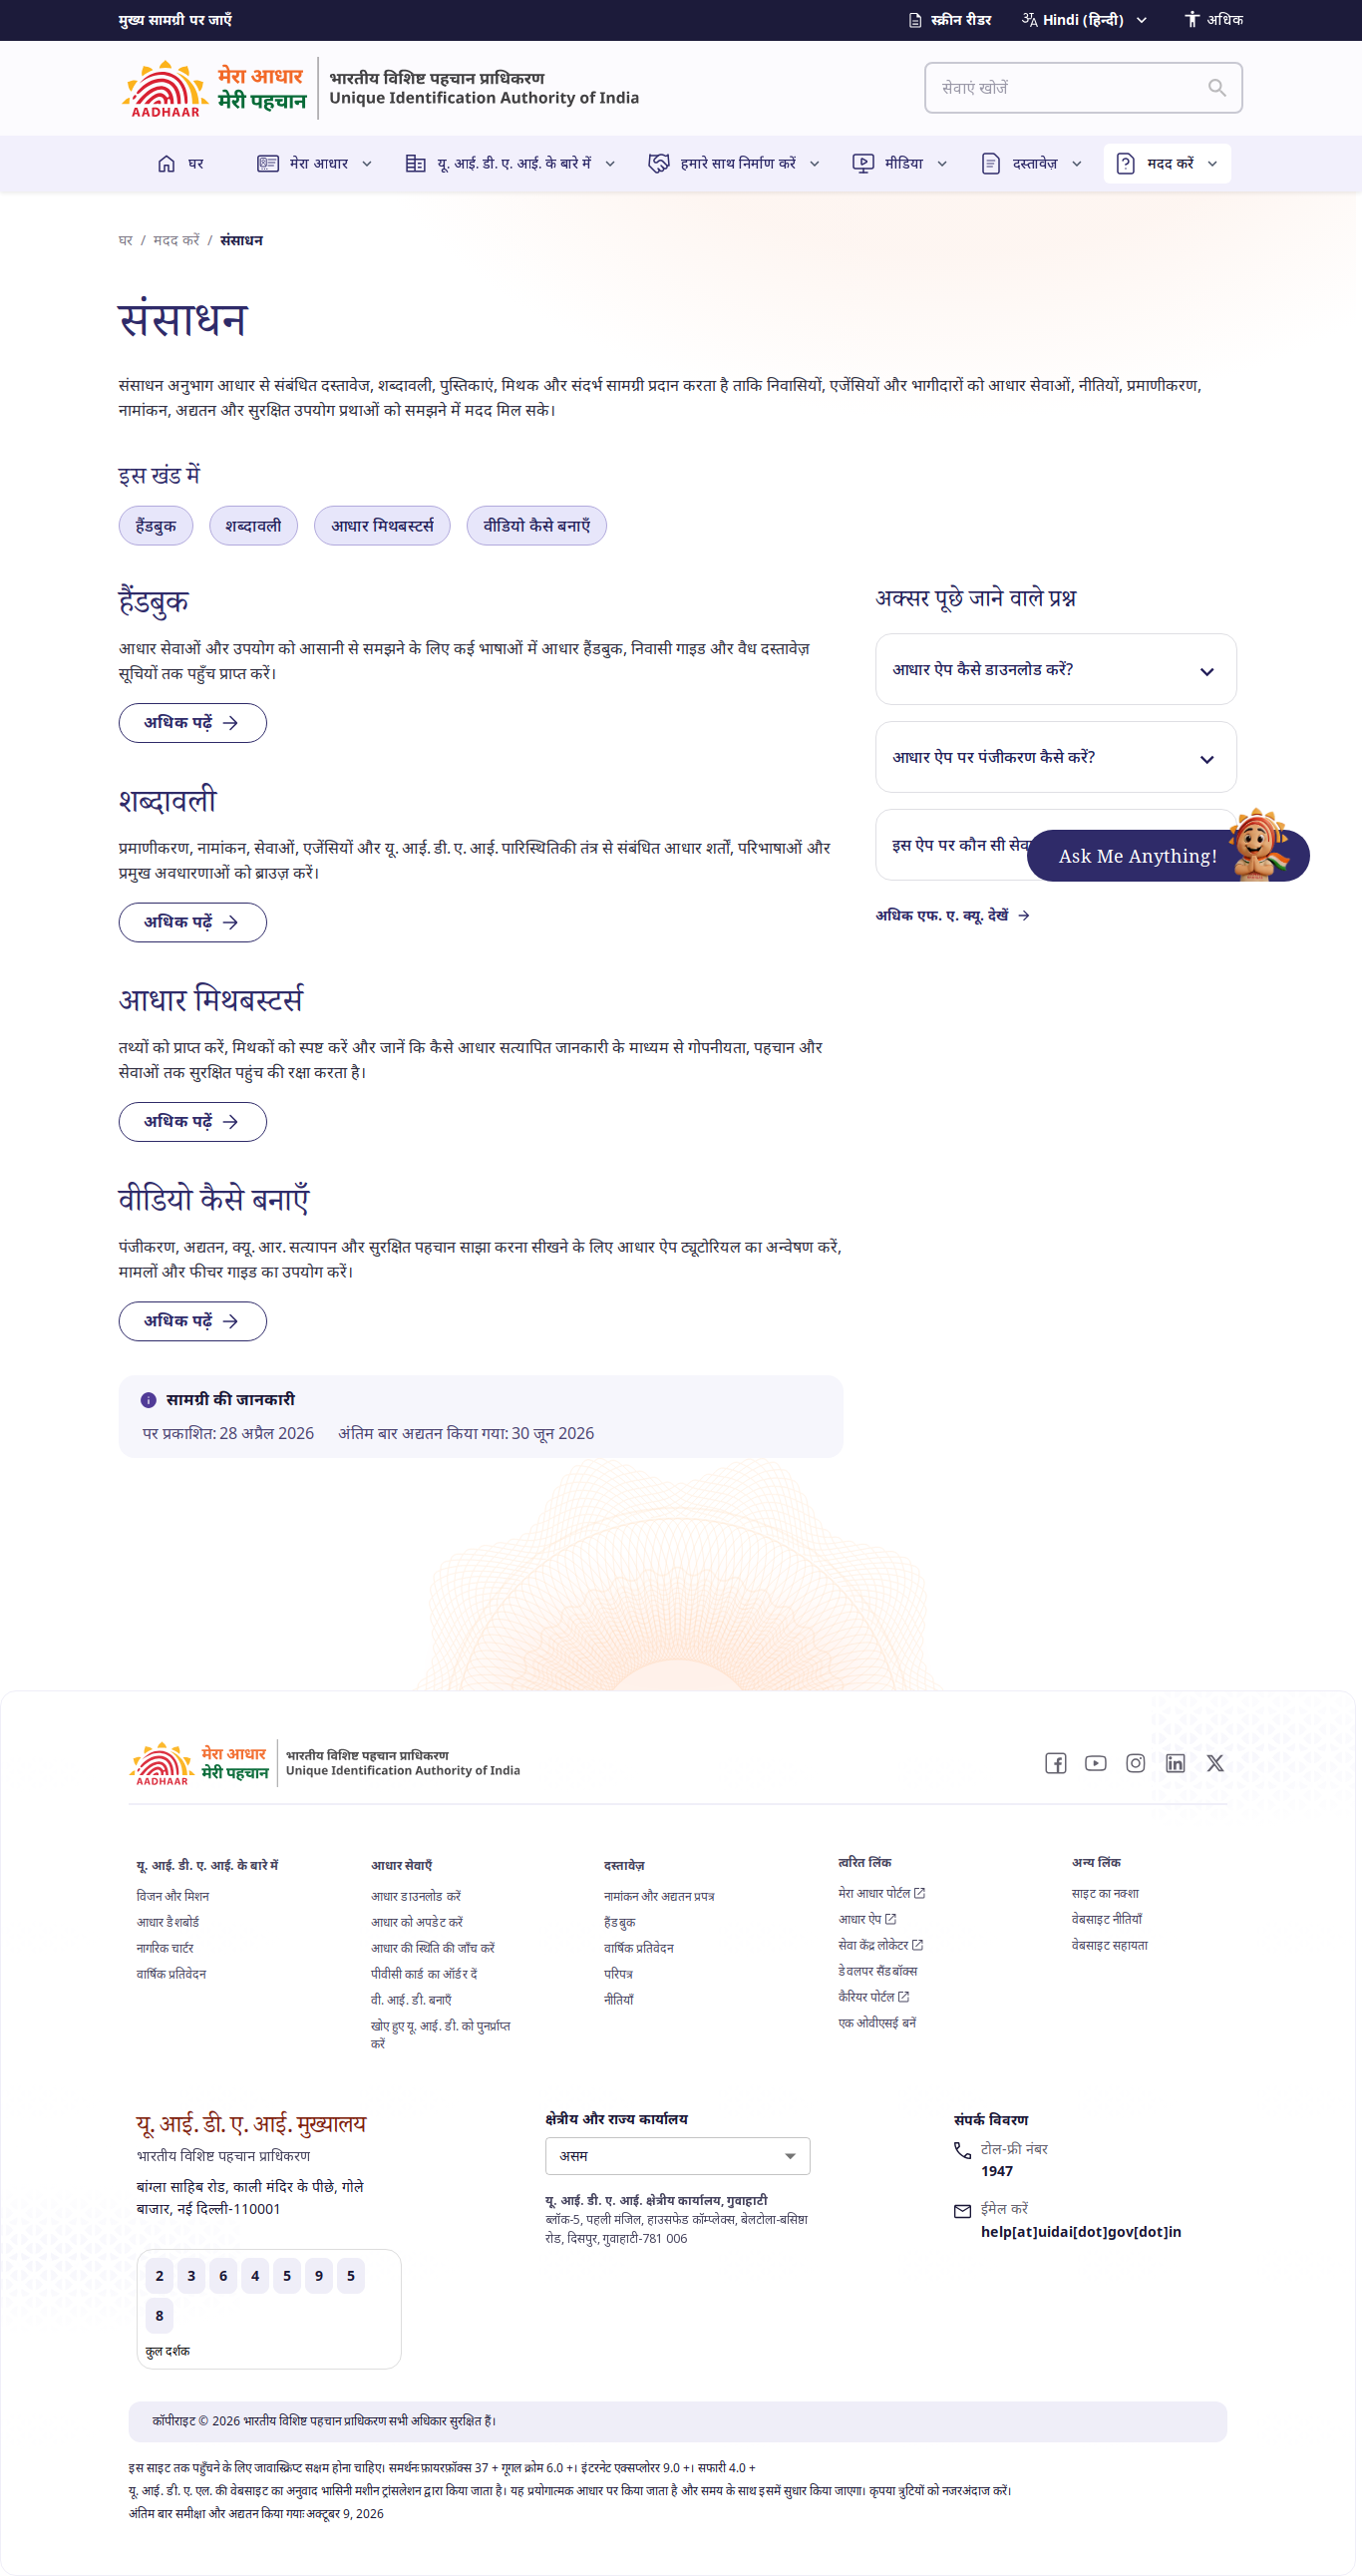 मुख्य सामग्री पर जाएँ
स्क्रीन रीडर
Hindi (हिन्दी)
अधिक
मेरा आधार
मेरी पहचान
AADHAAR
भारतीय विशिष्ट पहचान प्राधिकरण
Unique Identification Authority of India
सेवाएं खोजें
घर
मेरा आधार
यू. आई. डी. ए. आई. के बारे में
हमारे साथ निर्माण करें
मीडिया
दस्तावेज़
मदद करें
घर / मदद करें / संसाधन
संसाधन
संसाधन अनुभाग आधार से संबंधित दस्तावेज, शब्दावली, पुस्तिकाएं, मिथक और संदर्भ सामग्री प्रदान करता है ताकि निवासियों, एजेंसियों और भागीदारों को आधार सेवाओं, नीतियों, प्रमाणीकरण,
नामांकन, अद्यतन और सुरक्षित उपयोग प्रथाओं को समझने में मदद मिल सके।
इस खंड में
हैंडबुक
शब्दावली
आधार मिथबस्टर्स
वीडियो कैसे बनाएँ
हैंडबुक
आधार सेवाओं और उपयोग को आसानी से समझने के लिए कई भाषाओं में आधार हैंडबुक, निवासी गाइड और वैध दस्तावेज़
सूचियों तक पहुँच प्राप्त करें।
अधिक पढ़ें
शब्दावली
प्रमाणीकरण, नामांकन, सेवाओं, एजेंसियों और यू. आई. डी. ए. आई. पारिस्थितिकी तंत्र से संबंधित आधार शर्तों, परिभाषाओं और
प्रमुख अवधारणाओं को ब्राउज़ करें।
अधिक पढ़ें
आधार मिथबस्टर्स
तथ्यों को प्राप्त करें, मिथकों को स्पष्ट करें और जानें कि कैसे आधार सत्यापित जानकारी के माध्यम से गोपनीयता, पहचान और
सेवाओं तक सुरक्षित पहुंच की रक्षा करता है।
अधिक पढ़ें
वीडियो कैसे बनाएँ
पंजीकरण, अद्यतन, क्यू. आर. सत्यापन और सुरक्षित पहचान साझा करना सीखने के लिए आधार ऐप ट्यूटोरियल का अन्वेषण करें,
मामलों और फीचर गाइड का उपयोग करें।
अधिक पढ़ें
सामग्री की जानकारी
पर प्रकाशित: 28 अप्रैल 2026 अंतिम बार अद्यतन किया गया: 30 जून 2026
अक्सर पूछे जाने वाले प्रश्न
आधार ऐप कैसे डाउनलोड करें?
आधार ऐप पर पंजीकरण कैसे करें?
इस ऐप पर कौन सी
Ask Me Anything!
अधिक एफ. ए. क्यू. देखें
मेरा आधार
मेरी पहचान
AADHAAR
भारतीय विशिष्ट पहचान प्राधिकरण
Unique Identification Authority of India
यू. आई. डी. ए. आई. के बारे में
विजन और मिशन
आधार डैशबोर्ड
नागरिक चार्टर
वार्षिक प्रतिवेदन
आधार सेवाएँ
आधार डाउनलोड करें
आधार को अपडेट करें
आधार की स्थिति की जाँच करें
पीवीसी कार्ड का ऑर्डर दें
वी. आई. डी. बनाएँ
खोए हुए यू. आई. डी. को पुनर्प्राप्त
करें
दस्तावेज़
नामांकन और अद्यतन प्रपत्र
हैंडबुक
वार्षिक प्रतिवेदन
परिपत्र
नीतियाँ
त्वरित लिंक
मेरा आधार पोर्टल
आधार ऐप
सेवा केंद्र लोकेटर
डेवलपर सैंडबॉक्स
कैरियर पोर्टल
एक ओवीएसई बनें
अन्य लिंक
साइट का नक्शा
वेबसाइट नीतियाँ
वेबसाइट सहायता
यू. आई. डी. ए. आई. मुख्यालय
भारतीय विशिष्ट पहचान प्राधिकरण
बांग्ला साहिब रोड, काली मंदिर के पीछे, गोले
बाजार, नई दिल्ली-110001
क्षेत्रीय और राज्य कार्यालय
असम
यू. आई. डी. ए. आई. क्षेत्रीय कार्यालय, गुवाहाटी
ब्लॉक-5, पहली मंजिल, हाउसफेड कॉम्प्लेक्स, बेलटोला-बसिष्ठा
रोड, दिसपुर, गुवाहाटी-781 006
संपर्क विवरण
टोल-फ्री नंबर
1947
ईमेल करें
help[at]uidai[dot]gov[dot]in
2 3 6 4 5 9 5
8
कुल दर्शक
कॉपीराइट © 2026 भारतीय विशिष्ट पहचान प्राधिकरण सभी अधिकार सुरक्षित हैं।
इस साइट तक पहुँचने के लिए जावास्क्रिप्ट सक्षम होना चाहिए। समर्थनः फ़ायरफ़ॉक्स 37 + गूगल क्रोम 6.0 +। इंटरनेट एक्सप्लोरर 9.0 +। सफारी 4.0 +
यू. आई. डी. ए. एल. की वेबसाइट का अनुवाद भासिनी मशीन ट्रांसलेशन द्वारा किया जाता है। यह प्रयोगात्मक आधार पर किया जाता है और समय के साथ इसमें सुधार किया जाएगा। कृपया त्रुटियों को नजरअंदाज करें।
अंतिम बार समीक्षा और अद्यतन किया गयाः अक्टूबर 9, 2026